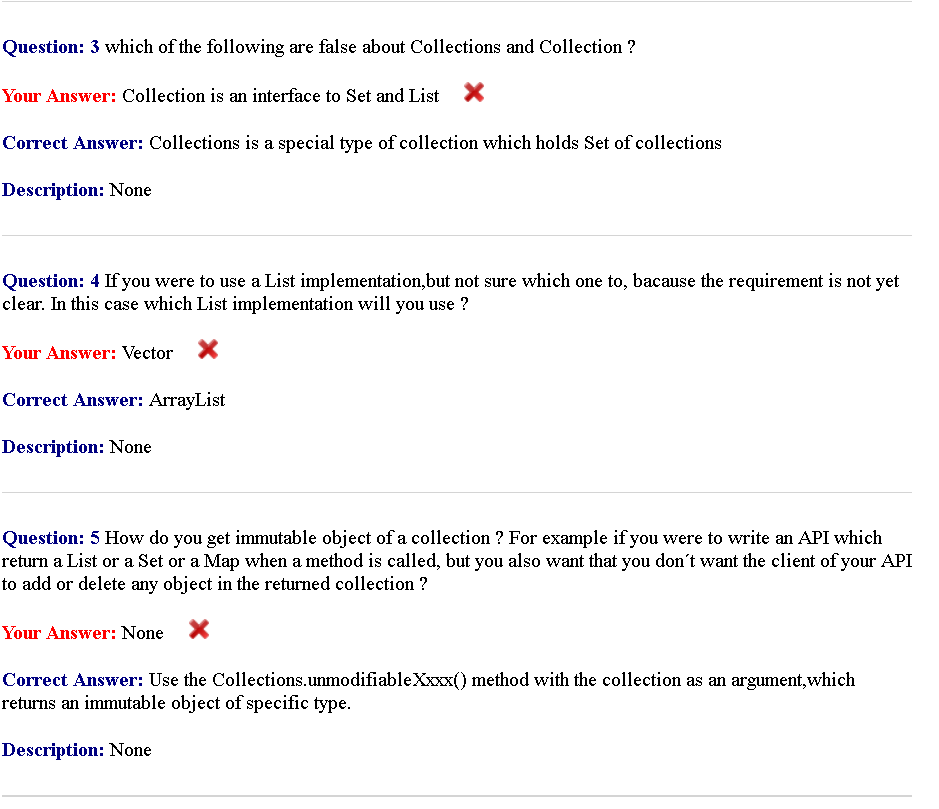 Question: 3 which of the following are false about Collections and Collection ?
Your Answer: Collection is an interface to Set and List
Correct Answer: Collections is a special type of collection which holds Set of collections
Description: None
Question: 4 If you were to use a List implementation,but not sure which one to, bacause the requirement is not yet
clear. In this case which List implementation will you use ?
Your Answer: Vector
Correct Answer: ArrayList
Description: None
Question: 5 How do you get immutable object of a collection ? For example if you were to write an API which
return a List or a Set or a Map when a method is called, but you also want that you don´t want the client of your API
to add or delete any object in the returned collection ?
Your Answer: None
Correct Answer: Use the Collections.unmodifiableXxxx() method with the collection as an argument,which
returns an immutable object of specific type.
Description: None